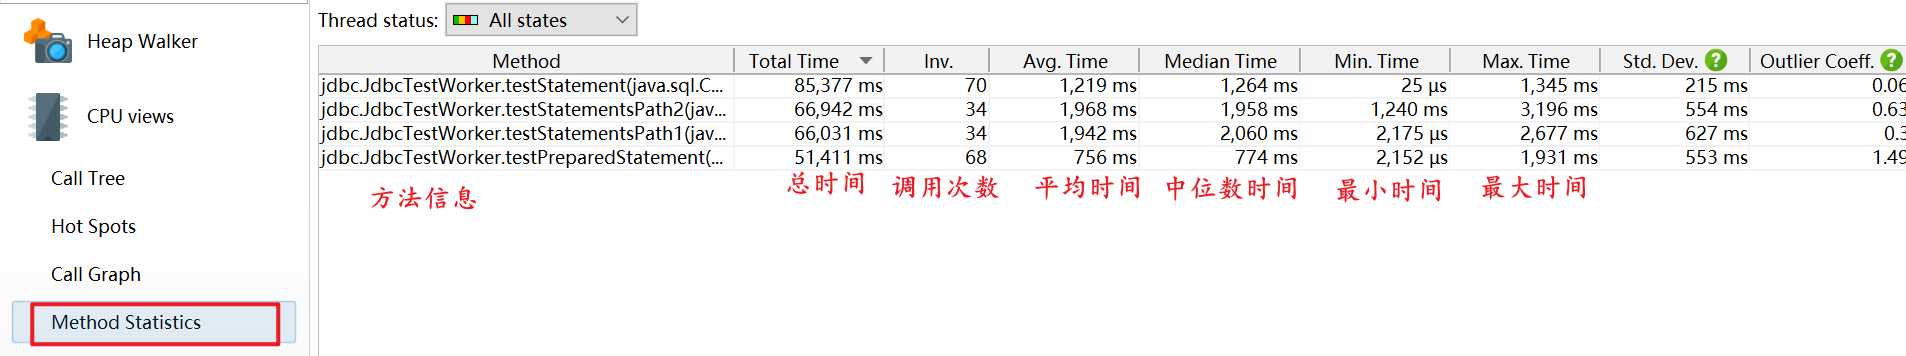 Heap Walker
CPU views
Call Tree
Hot Spots
Call Graph
Method Statistics
Thread status: All states
Method Total Time Inv. Avg. Time Median Time Min. Time Max. Time Std. Dev. ? Outlier Coeff. ?
jdbc.JdbcTestWorker.testStatement(java.sql.C... 85,377 ms 70 1,219 ms 1,264 ms 25 µs 1,345 ms 215 ms 0.06
jdbc.JdbcTestWorker.testStatementsPath2(jav... 66,942 ms 34 1,968 ms 1,958 ms 1,240 ms 3,196 ms 554 ms 0.63
jdbc.JdbcTestWorker.testStatementsPath1(jav... 66,031 ms 34 1,942 ms 2,060 ms 2,175 µs 2,677 ms 627 ms 0.3
jdbc.JdbcTestWorker.testPreparedStatement(... 51,411 ms 68 756 ms 774 ms 2,152 µs 1,931 ms 553 ms 1.49
方法信息 总时间 调用次数 平均时间 中位数时间 最小时间 最大时间